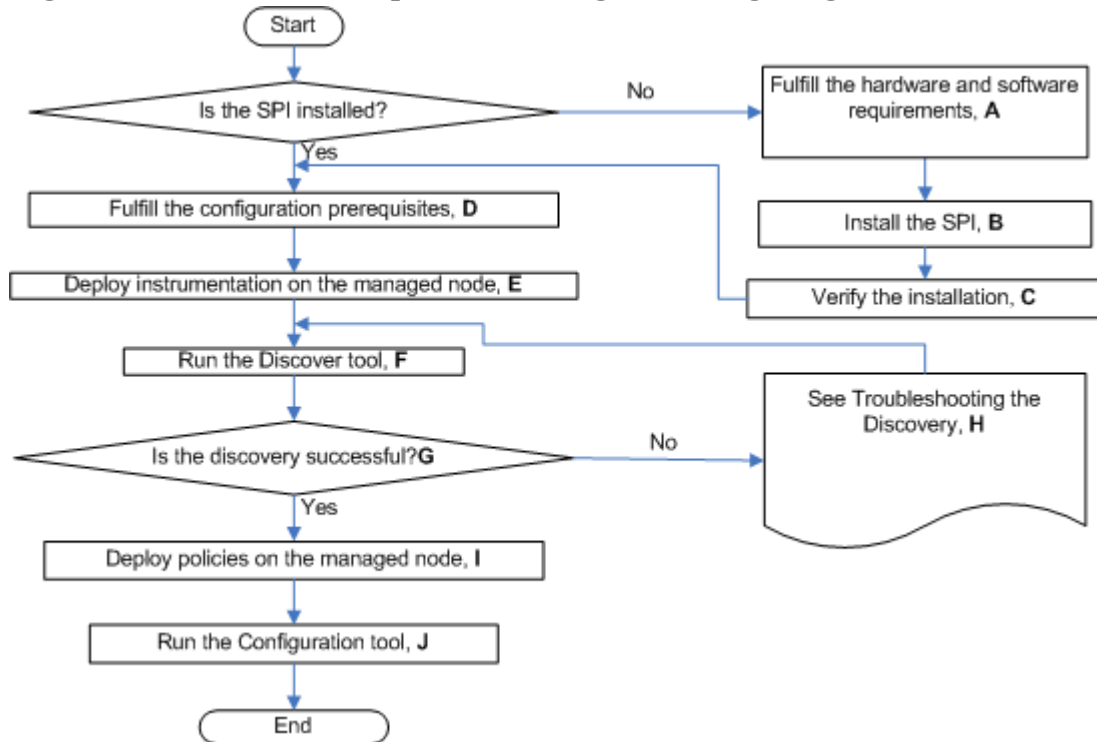 Start
Is the SPI installed?
No
Fulfill the hardware and software
requirements, A
Yes
Fulfill the configuration prerequisites, D
Install the SPI, B
Deploy instrumentation on the managed node, E
Verify the installation, C
Run the Discover tool, F
See Troubleshooting the
Discovery, H
Is the discovery successful?G
No
Yes
Deploy policies on the managed node, I
Run the Configuration tool, J
End